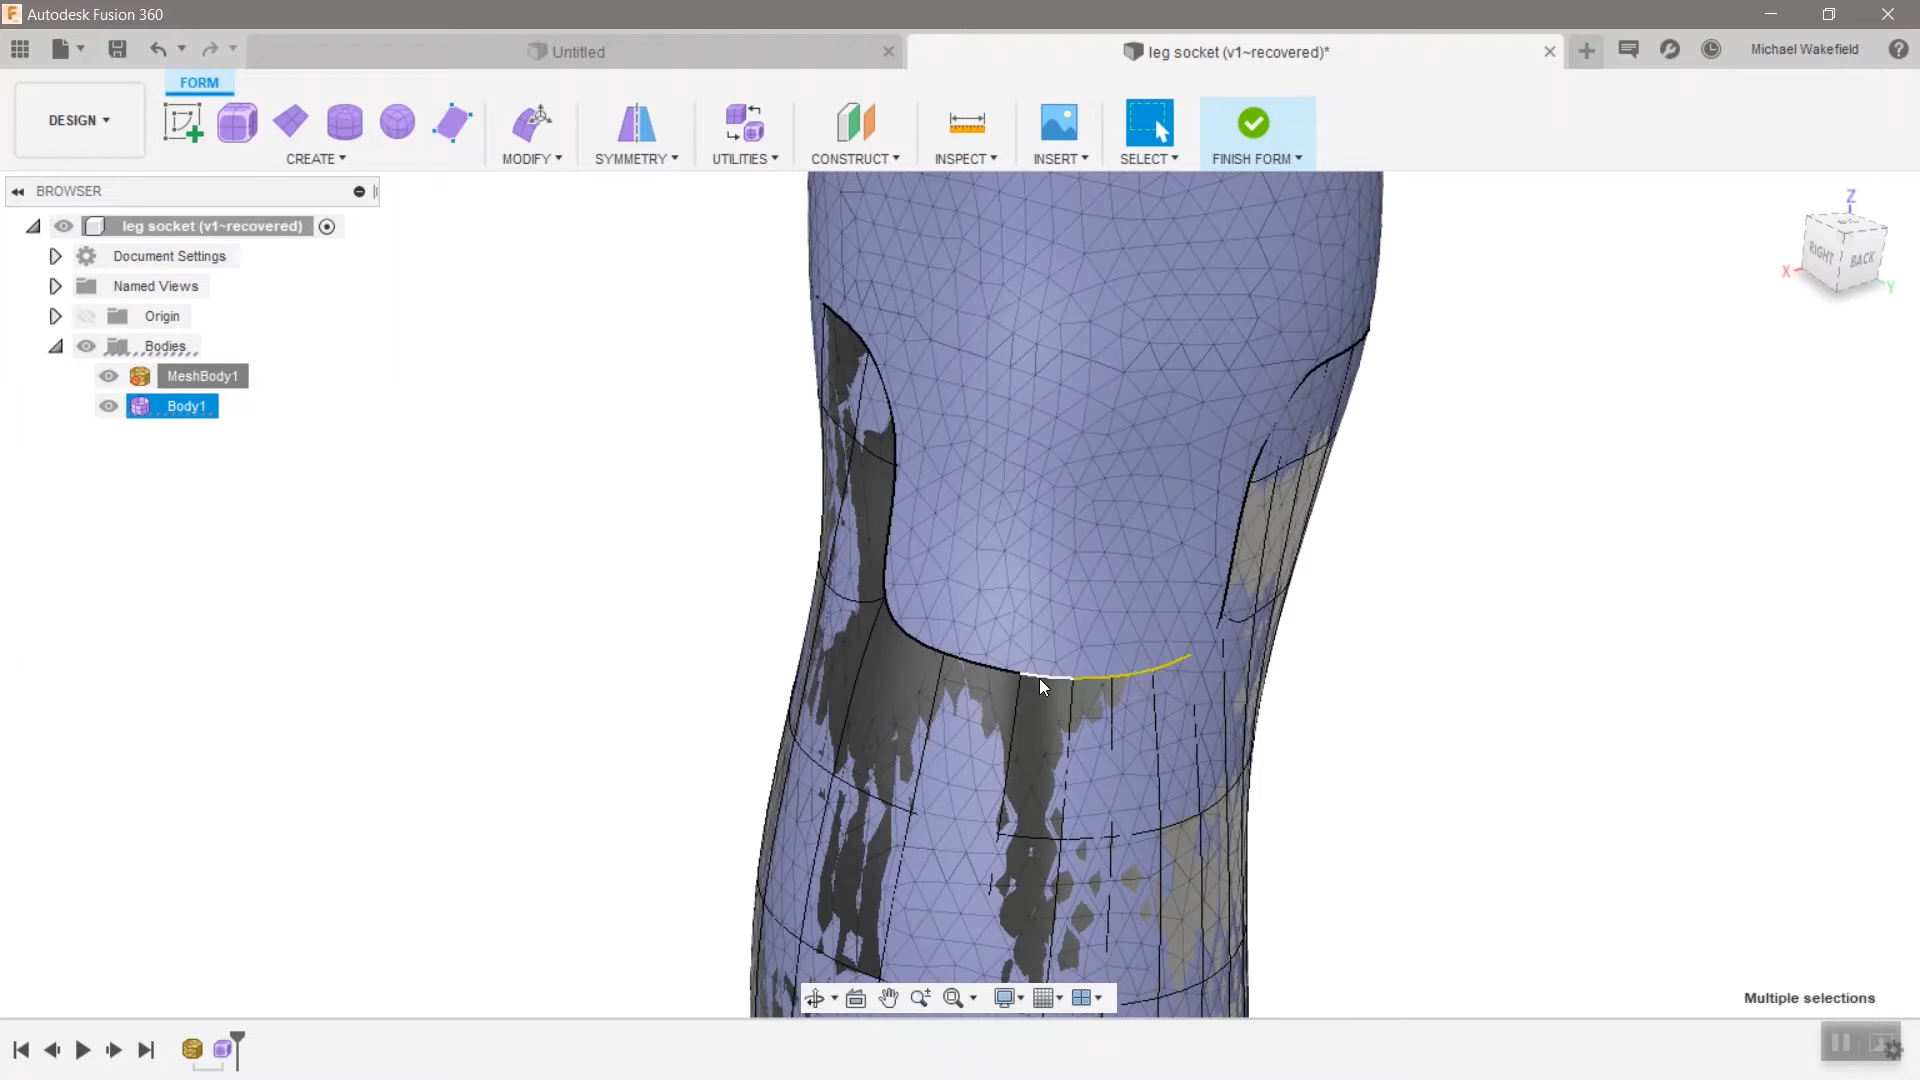 Autodesk Fusion 360
Untitled
leg socket (v1~recovered)*
Michael Wakefield
FORM
DESIGN
CREATE
MODIFY
SYMMETRY
UTILITIES
CONSTRUCT
INSPECT
INSERT
SELECT
FINISH FORM
BROWSER
leg socket (v1~recovered)
Document Settings
Named Views
Origin
Bodies
MeshBody1
Body1
Z
RIGHT
BACK
X
Y
Multiple selections